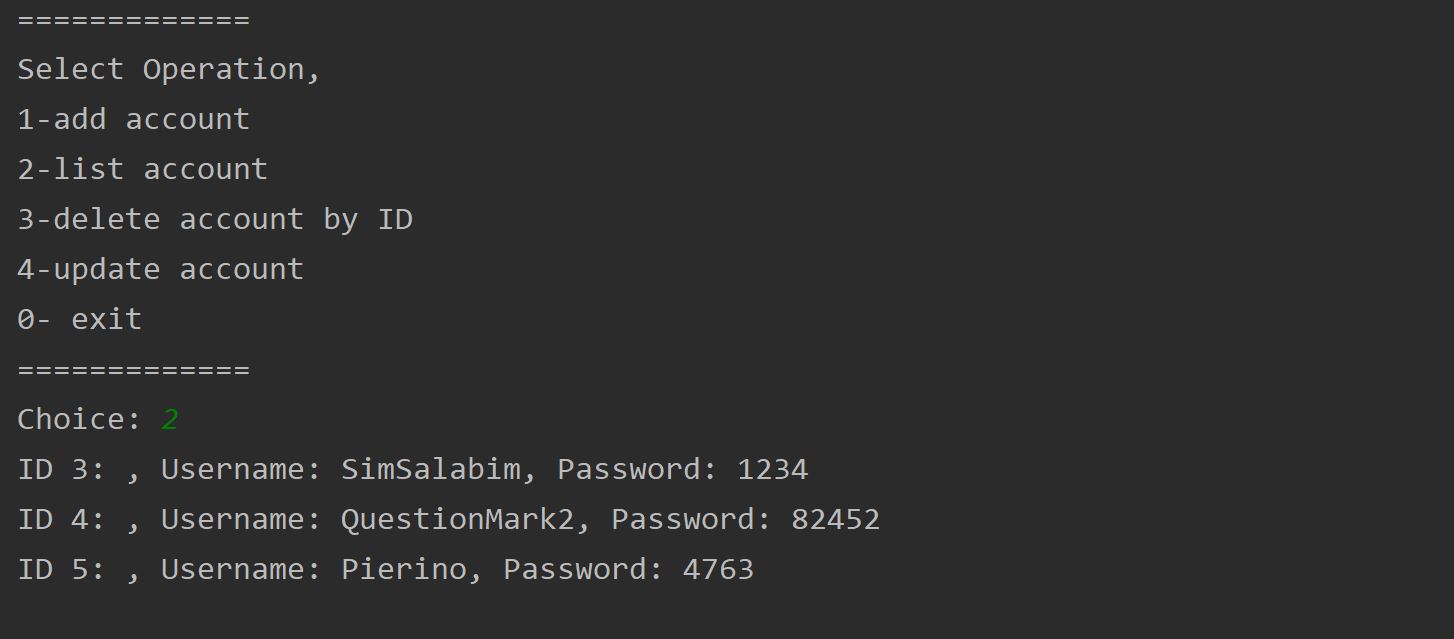 =============
Select Operation,
1-add account
2-list account
3-delete account by ID
4-update account
0- exit
=============
Choice: 2
ID 3: , Username: SimSalabim, Password: 1234
ID 4: , Username: QuestionMark2, Password: 82452
ID 5: , Username: Pierino, Password: 4763